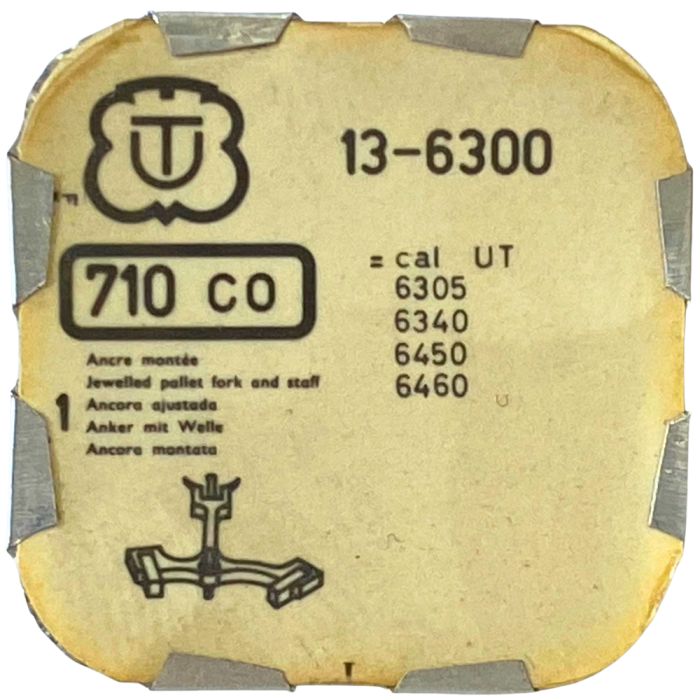 UT
13-6300
710 CO
= cal UT
6305
6340
6450
6460
Ancre montée
Jewelled pallet fork and staff
1
Ancora ajustada
Anker mit Welle
Ancora montata